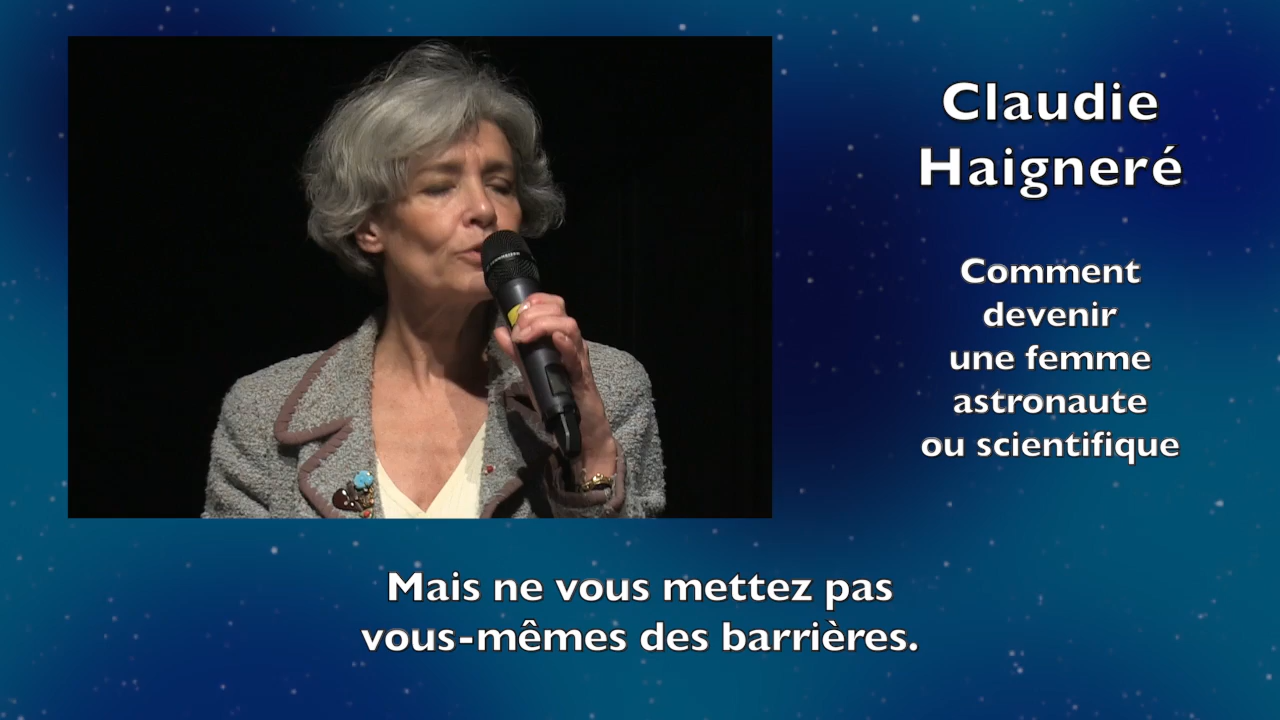 Claudie
Haigneré
Comment
devenir
une femme
astronaute
ou scientifique
Mais ne vous mettez pas
vous-mêmes des barrières.